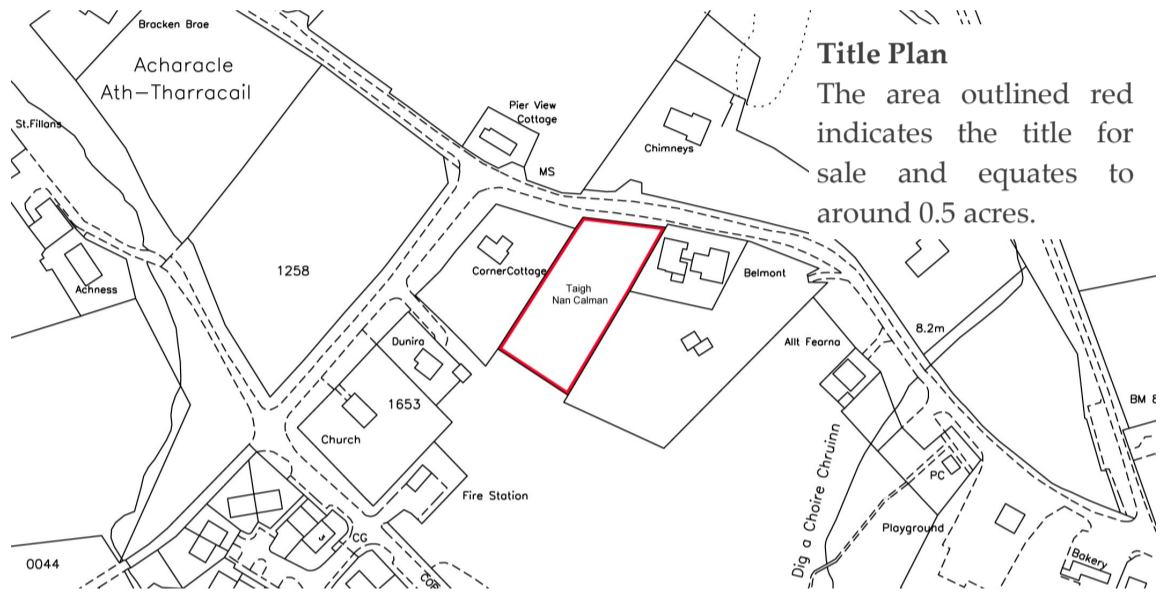 Title Plan
The area outlined red
indicates the title for
sale and equates to
around 0.5 acres.
Bracken Brae
Acharacle
Ath-Tharracail
St.Fillans
Pier View
Cottage
MS
Chimneys
1258
CornerCottage
Taigh
Nan Calman
Belmont
Achness
Dunira
8.2m
Allt Fearna
1653
Church
BM 8
Fire Station
PC
Dig a Choire Chruinn
Playground
CG
0044
Bakery